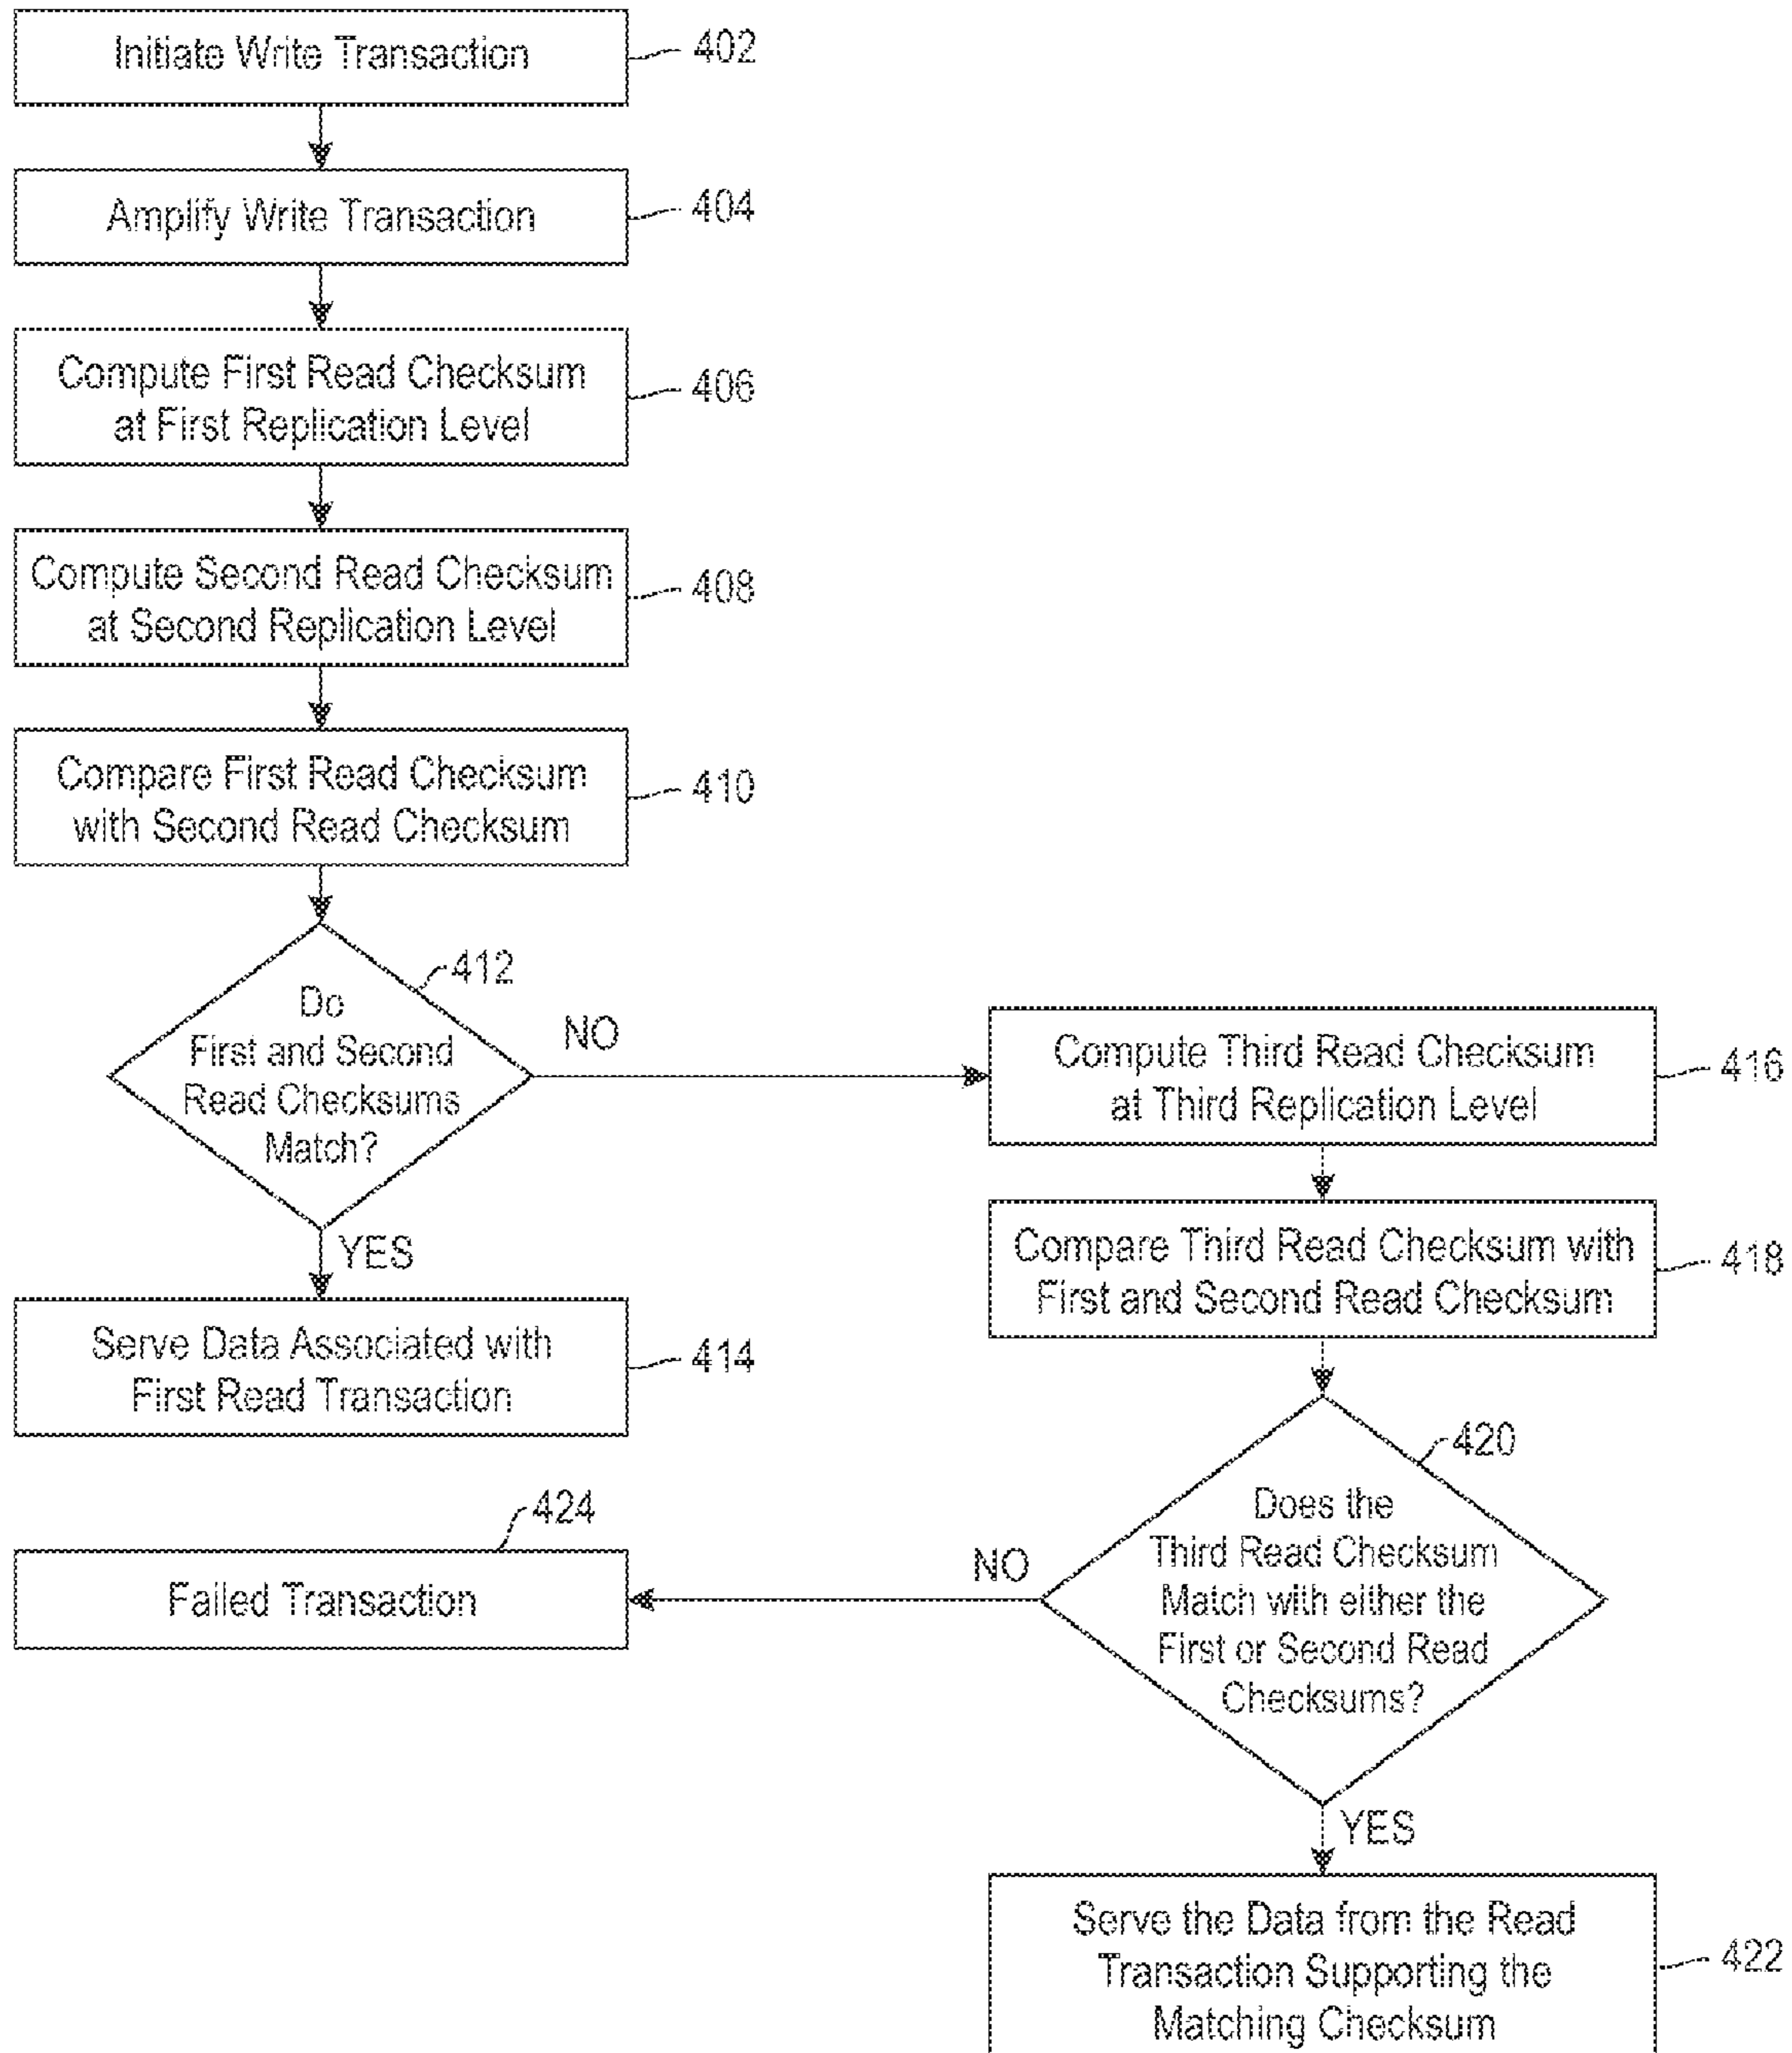 Initiate Write Transaction
402
Amplify Write Transaction
404
Compute First Read Checksum
at First Replication Level
406
Compute Second Read Checksum
at Second Replication Level
408
Compare First Read Checksum
with Second Read Checksum
410
412
Do
First and Second
Read Checksums
Match?
NO
YES
Serve Data Associated with
First Read Transaction
414
Compute Third Read Checksum
at Third Replication Level
416
Compare Third Read Checksum with
First and Second Read Checksum
418
420
Does the
Third Read Checksum
Match with either the
First or Second Read
Checksums?
NO
424
Failed Transaction
YES
Serve the Data from the Read
Transaction Supporting the
Matching Checksum
422